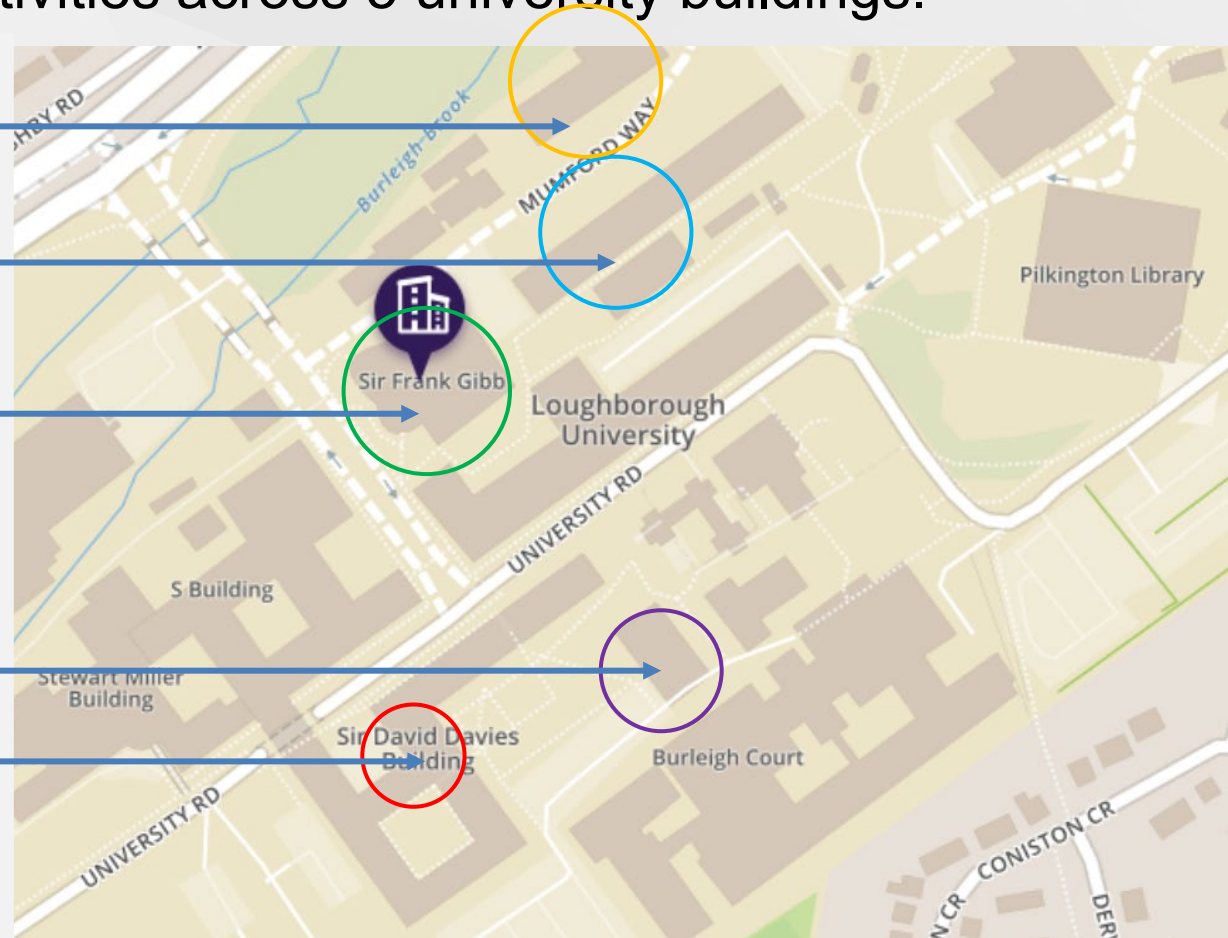 tivities across 5 university buildings.
HBY RD
Burleigh-brook
MUMFORD WAY
Pilkington Library
Sir Frank Gibb
Loughborough
University
UNIVERSITY RD
S Building
Stewart Miller
Building
Sir David Davies
Building
Burleigh Court
UNIVERSITY RD
CONISTON CR
N CR
DER